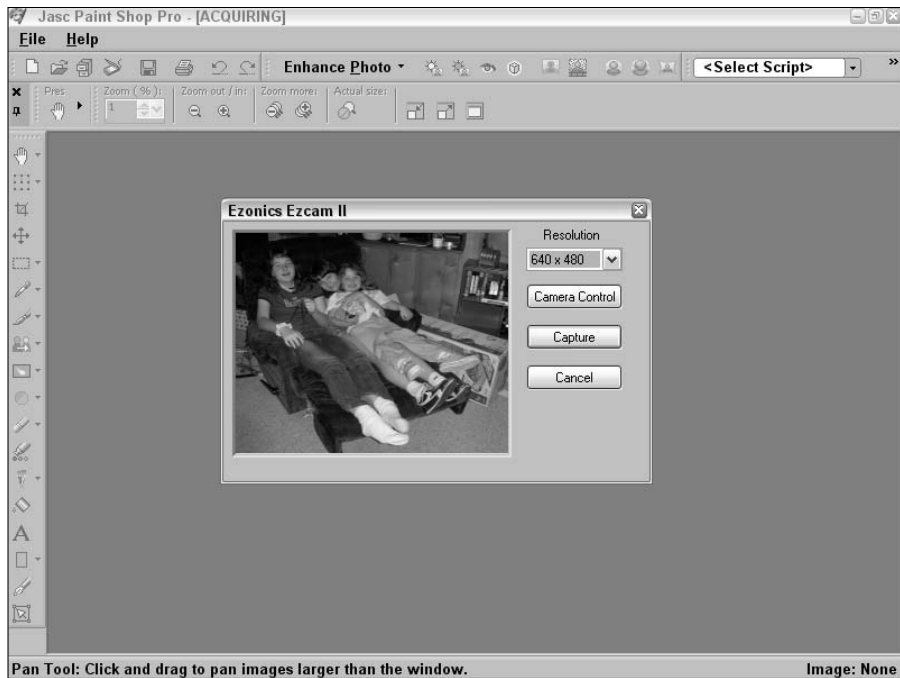 Jasc Paint Shop Pro - [ACQUIRING]
File Help
Enhance Photo <Select Script> »
Pres Zoom (%): Zoom out / in: Zoom more: Actual size:
1
Ezonics Ezcam II
Resolution
640 x 480
Camera Control
Capture
Cancel
A
Pan Tool: Click and drag to pan images larger than the window. Image: None